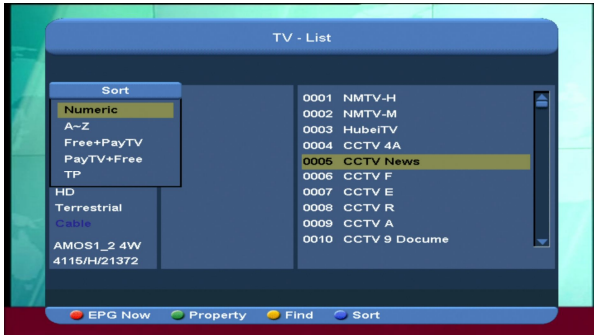 TV - List
Sort
Numeric
A~Z
Free+PayTV
PayTV+Free
TP
HD
Terrestrial
Cable
AMOS1_2 4W
4115/H/21372
0001 NMTV-H
0002 NMTV-M
0003 HubeiTV
0004 CCTV 4A
0005 CCTV News
0006 CCTV F
0007 CCTV E
0008 CCTV R
0009 CCTV A
0010 CCTV 9 Docume
EPG Now Property Find Sort